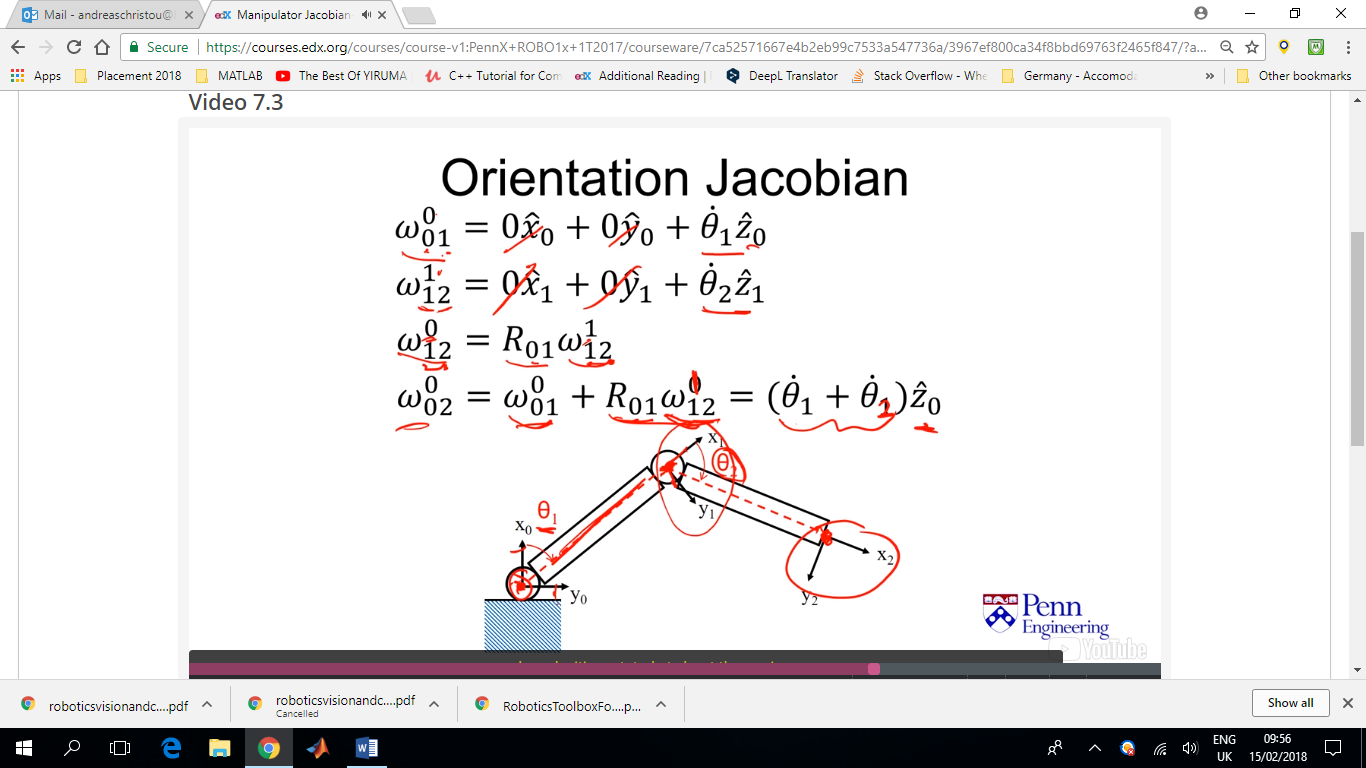 Mail - andreaschristou@
Manipulator Jacobian
Secure https://courses.edx.org/courses/course-v1:PennX+ROBO1x+1T2017/courseware/7ca52571667e4b2eb99c7533a547736a/3967ef800ca34f8bbd69763f2465f847/?a...
Apps Placement 2018 MATLAB The Best Of YIRUMA C++ Tutorial for Com Additional Reading | DeepL Translator Stack Overflow - Whe Germany - Accomoda » Other bookmarks
Video 7.3
Orientation Jacobian
ω⁰₀₁ = 0x̂₀ + 0ŷ₀ + θ̇₁ẑ₀
ω¹₁₂ = 0x̂₁ + 0ŷ₁ + θ̇₂ẑ₁
ω⁰₁₂ = R₀₁ω¹₁₂
ω⁰₀₂ = ω⁰₀₁ + R₀₁ω¹₁₂ = (θ̇₁ + θ̇₂)ẑ₀
x₁
θ₂
y₁
θ₁
x₀
y₀
x₂
y₂
Penn
Engineering
YouTube
roboticsvisionandc....pdf
roboticsvisionandc....pdf
Cancelled
RoboticsToolboxFo....p...
Show all
ENG
UK
09:56
15/02/2018